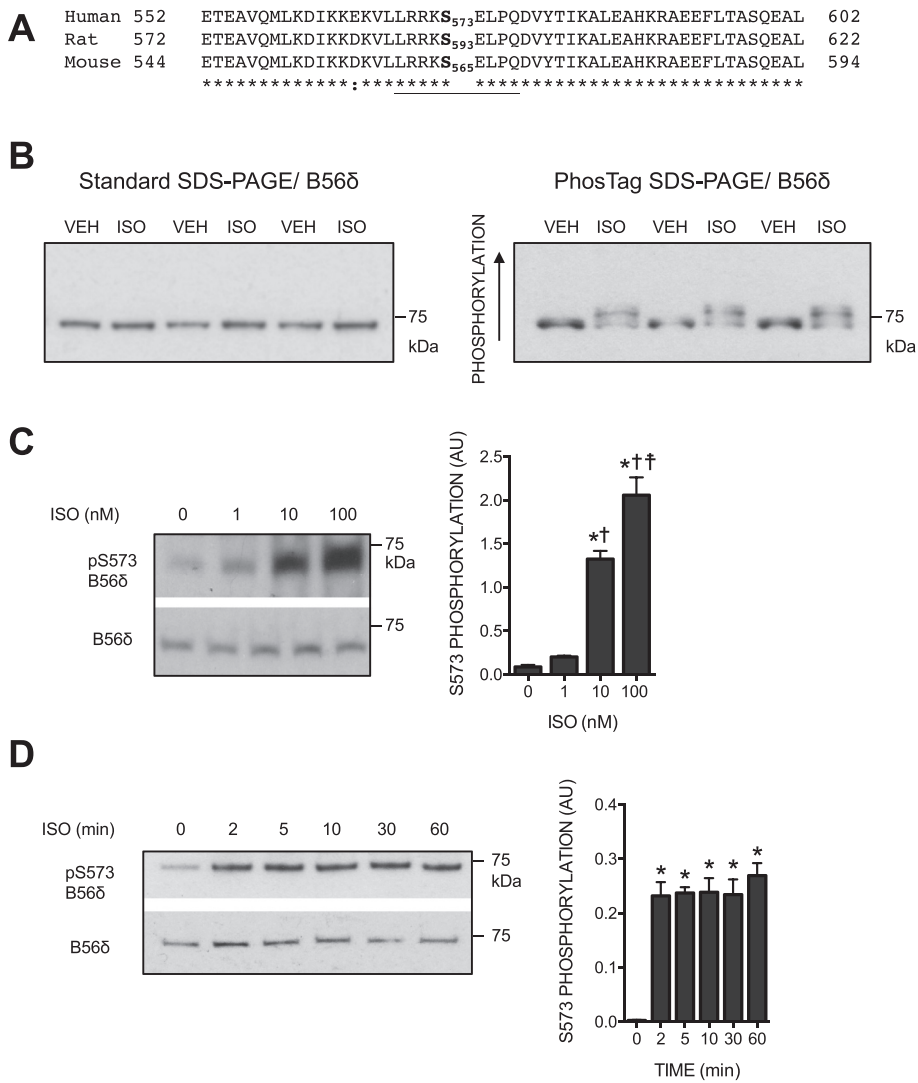 A
Human 552 ETEAVQMLKDIKKEKVLLRRKS573ELPQDVYTIKALEAHKRAEEFLTASQEAL 602
Rat 572 ETEAVQMLKDIKKDKVLLRRKS593ELPQDVYTIKALEAHKRAEEFLTASQEAL 622
Mouse 544 ETEAVQMLKDIKKDKVLLRRKS565ELPQDVYTIKALEAHKRAEEFLTASQEAL 594
*************:******** ****************************
B
Standard SDS-PAGE/ B56δ
VEH ISO VEH ISO VEH ISO
75
kDa
PhosTag SDS-PAGE/ B56δ
VEH ISO VEH ISO VEH ISO
PHOSPHORYLATION
75
kDa
C
ISO (nM) 0 1 10 100
pS573
B56δ
75
kDa
B56δ
75
S573 PHOSPHORYLATION (AU)
2.5
2.0
1.5
1.0
0.5
0.0
*†
*†‡
0 1 10 100
ISO (nM)
D
ISO (min) 0 2 5 10 30 60
pS573
B56δ
75
kDa
B56δ
75
S573 PHOSPHORYLATION (AU)
0.4
0.3
0.2
0.1
0.0
* * * * *
0 2 5 10 30 60
TIME (min)